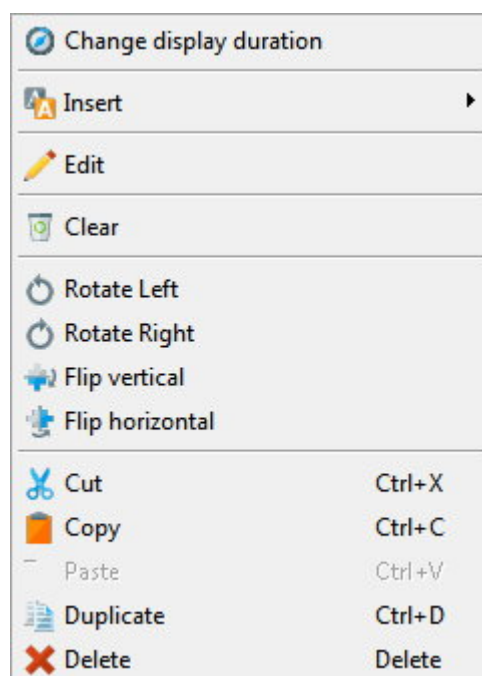 Change display duration
Insert
Edit
Clear
Rotate Left
Rotate Right
Flip vertical
Flip horizontal
Cut Ctrl+X
Copy Ctrl+C
Paste Ctrl+V
Duplicate Ctrl+D
Delete Delete